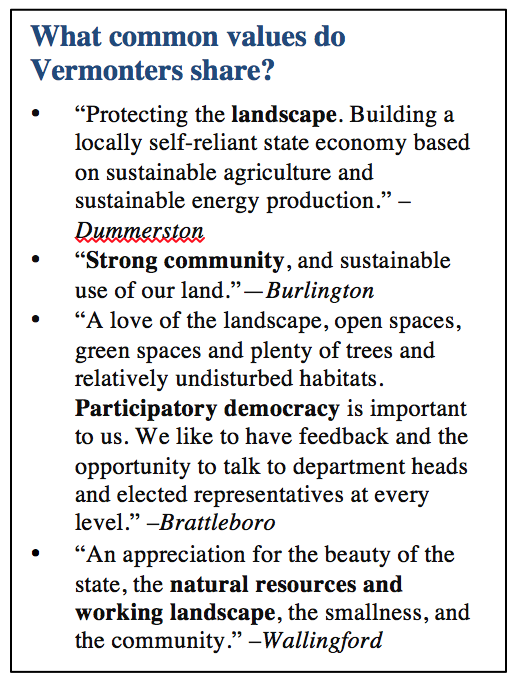 What common values do
Vermonters share?
• “Protecting the landscape. Building a
locally self-reliant state economy based
on sustainable agriculture and
sustainable energy production.” –
Dummerston
• “Strong community, and sustainable
use of our land.”—Burlington
• “A love of the landscape, open spaces,
green spaces and plenty of trees and
relatively undisturbed habitats.
Participatory democracy is important
to us. We like to have feedback and the
opportunity to talk to department heads
and elected representatives at every
level.” –Brattleboro
• “An appreciation for the beauty of the
state, the natural resources and
working landscape, the smallness, and
the community.” –Wallingford